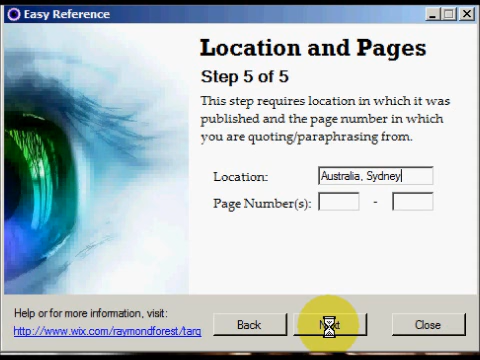 Easy Reference
Location and Pages
Step 5 of 5
This step requires location in which it was
published and the page number in which
you are quoting/paraphrasing from.
Location: Australia, Sydney
Page Number(s): -
Help or for more information, visit:
http://www.wix.com/raymondforest/targ
Back Next Close